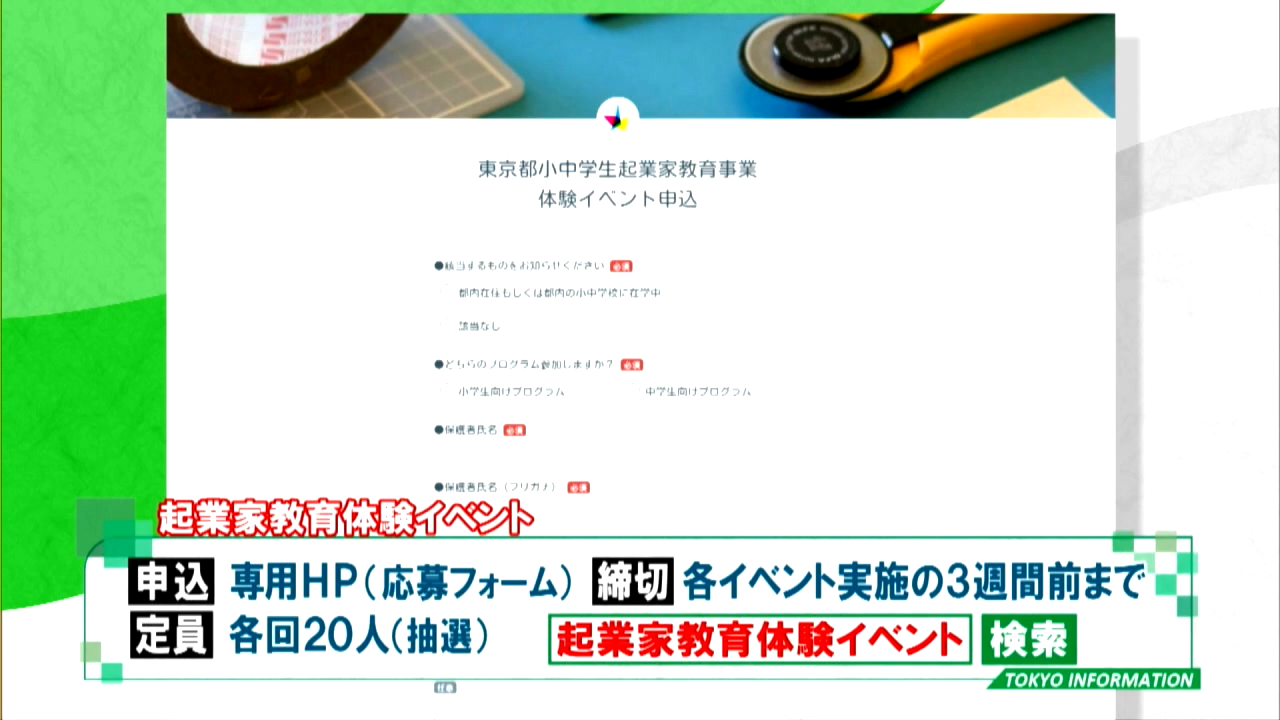 東京都小中学生起業家教育事業
体験イベント申込
●該当するものをお知らせください 必須
都内在住もしくは都内の小中学校に在学中
該当なし
●どちらのプログラム参加しますか？ 必須
小学生向けプログラム 中学生向けプログラム
●保護者氏名 必須
●保護者氏名（フリガナ） 必須
起業家教育体験イベント
申込 専用HP（応募フォーム） 締切 各イベント実施の3週間前まで
定員 各回20人（抽選） 起業家教育体験イベント 検索
TOKYO INFORMATION
任意